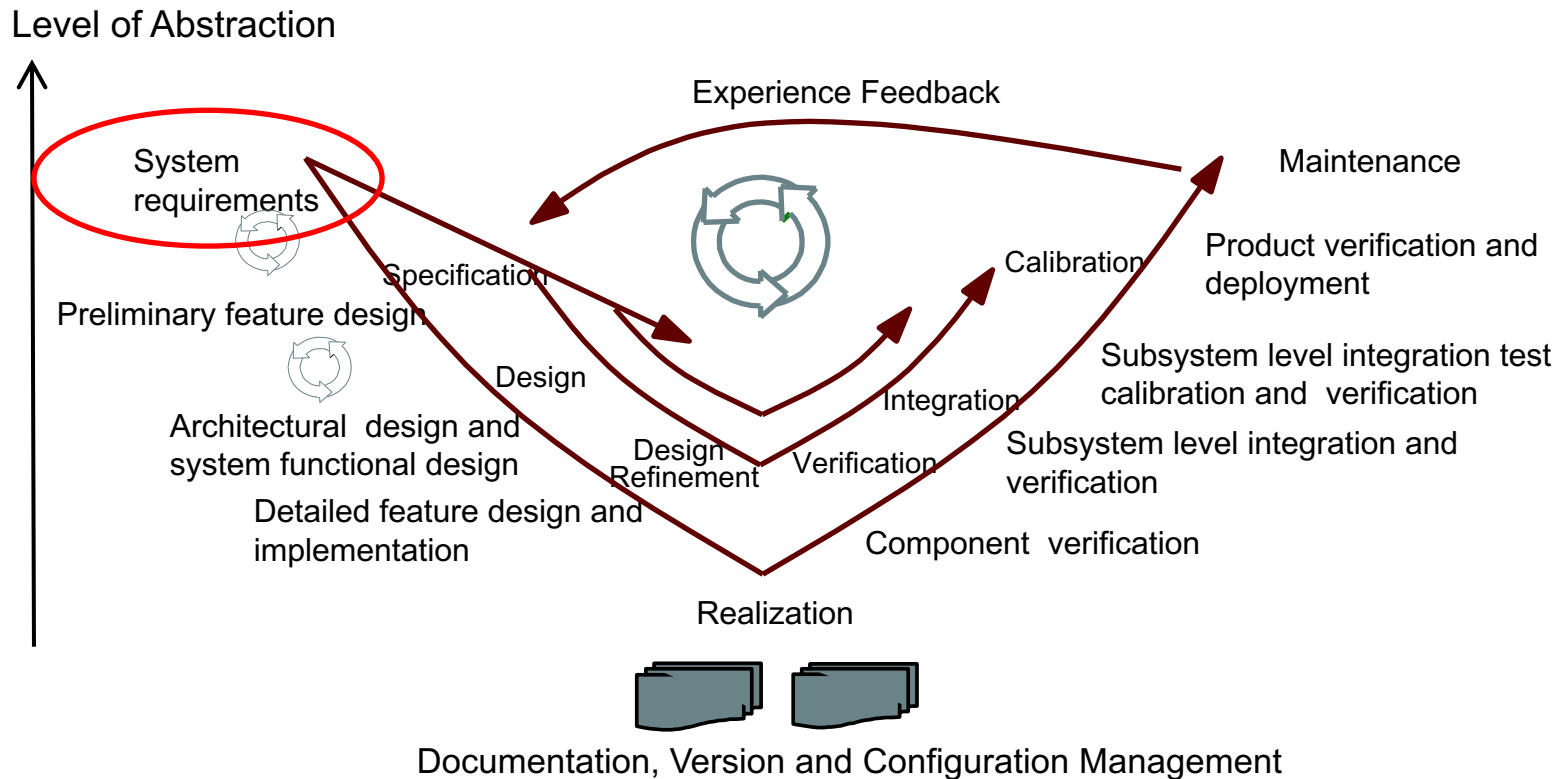 Level of Abstraction
Experience Feedback
System
requirements
Maintenance
Specification
Calibration
Product verification and
deployment
Preliminary feature design
Design
Integration
Subsystem level integration test
calibration and verification
Architectural design and
system functional design
Design
Refinement
Verification
Subsystem level integration and
verification
Detailed feature design and
implementation
Component verification
Realization
Documentation, Version and Configuration Management